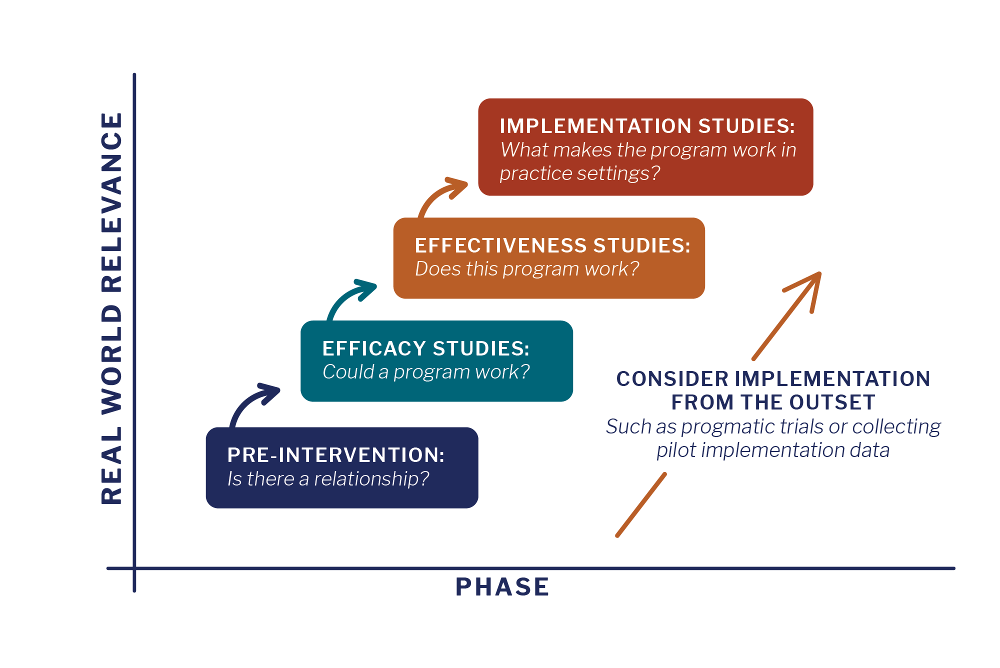 REAL WORLD RELEVANCE
IMPLEMENTATION STUDIES:
What makes the program work in
practice settings?
EFFECTIVENESS STUDIES:
Does this program work?
EFFICACY STUDIES:
Could a program work?
PRE-INTERVENTION:
Is there a relationship?
CONSIDER IMPLEMENTATION
FROM THE OUTSET
Such as progmatic trials or collecting
pilot implementation data
PHASE